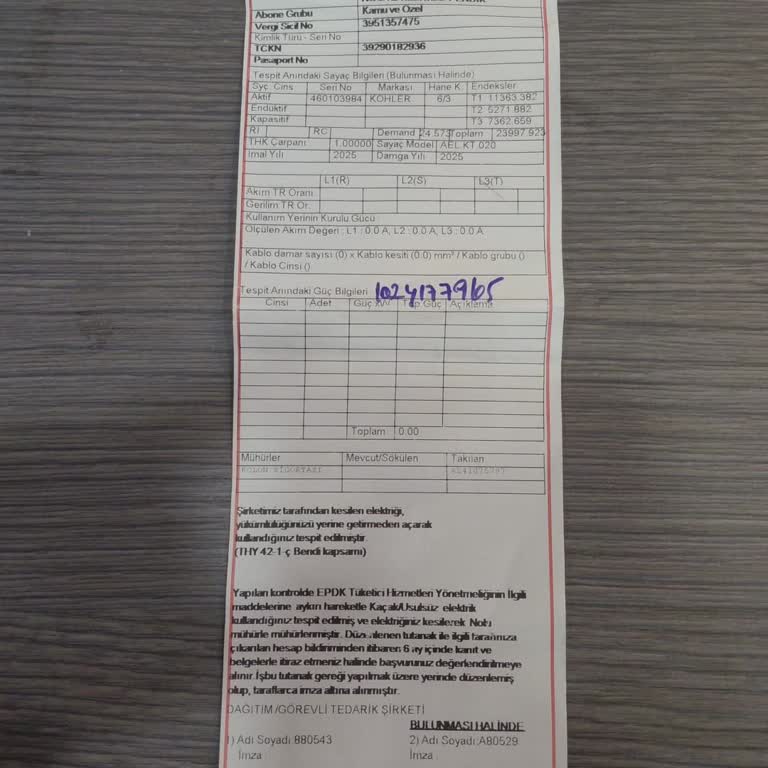 Abone Grubu Kamu ve Özel
Vergi Sicil No 3951357475
Kimlik Türü - Seri No
TCKN 39290182936
Pasaport No
Tespit Anındaki Sayaç Bilgileri (Bulunması Halinde)
Syç. Cins Seri No Markası Hane K. Endeksler
Aktif 460103984 KOHLER 6/3 T1 11363.382
Endüktif T2 5271.882
Kapasitif T3 7362.659
RI RC Demand 24.573 Toplam 23997.923
THK Çarpanı 1.00000 Sayaç Model AEL.KT.020
İmal Yılı 2025 Damga Yılı 2025
L1(R) L2(S) L3(T)
Akım TR Oranı
Gerilim TR Or.
Kullanım Yerinin Kurulu Gücü
Ölçülen Akım Değeri : L1 : 0.0 A, L2 : 0.0 A, L3 : 0.0 A
Kablo damar sayısı (0) x Kablo kesiti (0.0) mm² / Kablo grubu ()
/ Kablo Cinsi ()
Tespit Anındaki Güç Bilgileri 1024177965
Cinsi Adet Güç kW Top.Güç Açıklama
Toplam 0.00
Mühürler Mevcut/Sökülen Takılan
KOLON SİGORTASI
Şirketimiz tarafından kesilen elektriği,
yükümlülüğünüzü yerine getirmeden açarak
kullandığınız tespit edilmiştir.
(THY 42-1-ç Bendi kapsamı)
Yapılan kontrolde EPDK Tüketici Hizmetleri Yönetmeliğinin İlgili
maddelerine aykırı hareketle Kaçak/Usulsüz elektrik
kullandığınız tespit edilmiş ve elektriğiniz kesilerek Nolu
mühürle mühürlenmiştir. Düzenlenen tutanak ile ilgili tarafınıza
çıkarılan hesap bildiriminden itibaren 6 ay içinde kanıt ve
belgelerle itiraz etmeniz halinde başvurunuz değerlendirilmeye
alınır.İşbu tutanak gereği yapılmak üzere yerinde düzenlemiş
olup, taraflarca imza altına alınmıştır.
DAĞITIM/GÖREVLİ TEDARİK ŞİRKETİ
BULUNMASI HALİNDE
1) Adı Soyadı:880543 2) Adı Soyadı:A80529
İmza İmza